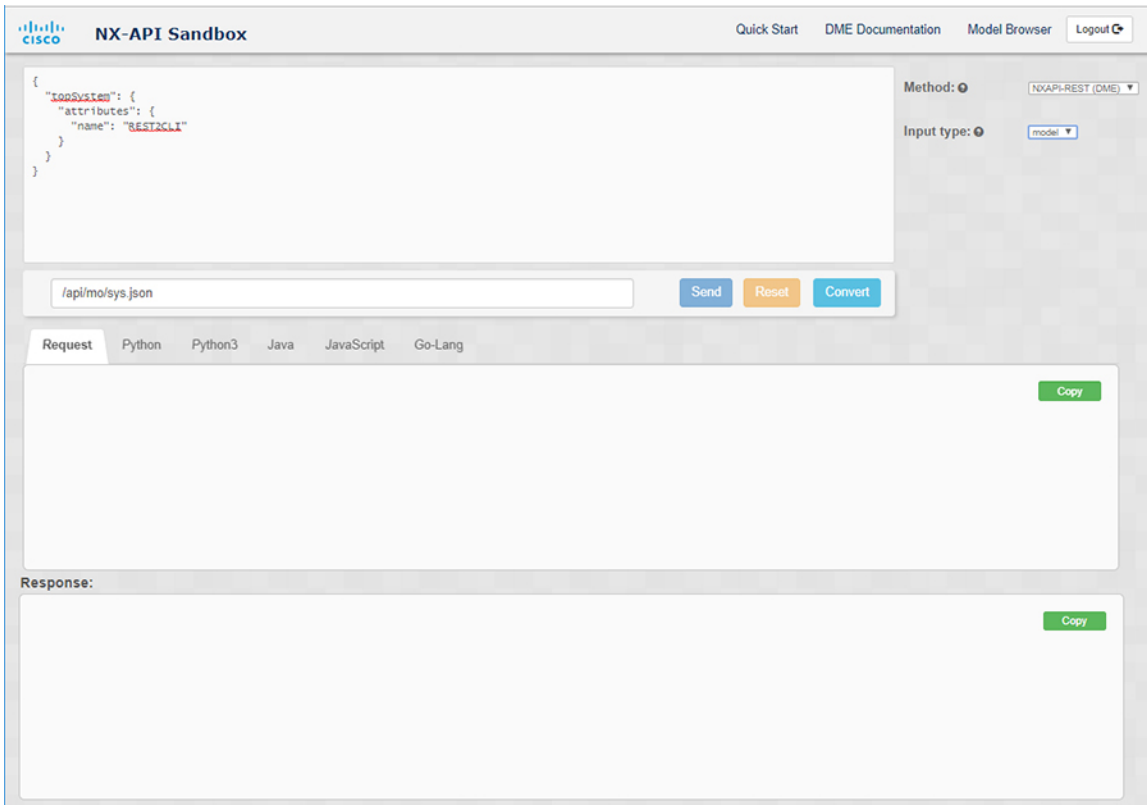 CISCO NX-API Sandbox Quick Start DME Documentation Model Browser Logout
{
"topSystem": {
"attributes": {
"name": "REST2CLI"
}
}
}
Method:
NXAPI-REST (DME)
Input type:
model
/api/mo/sys.json Send Reset Convert
Request Python Python3 Java JavaScript Go-Lang
Copy
Response:
Copy